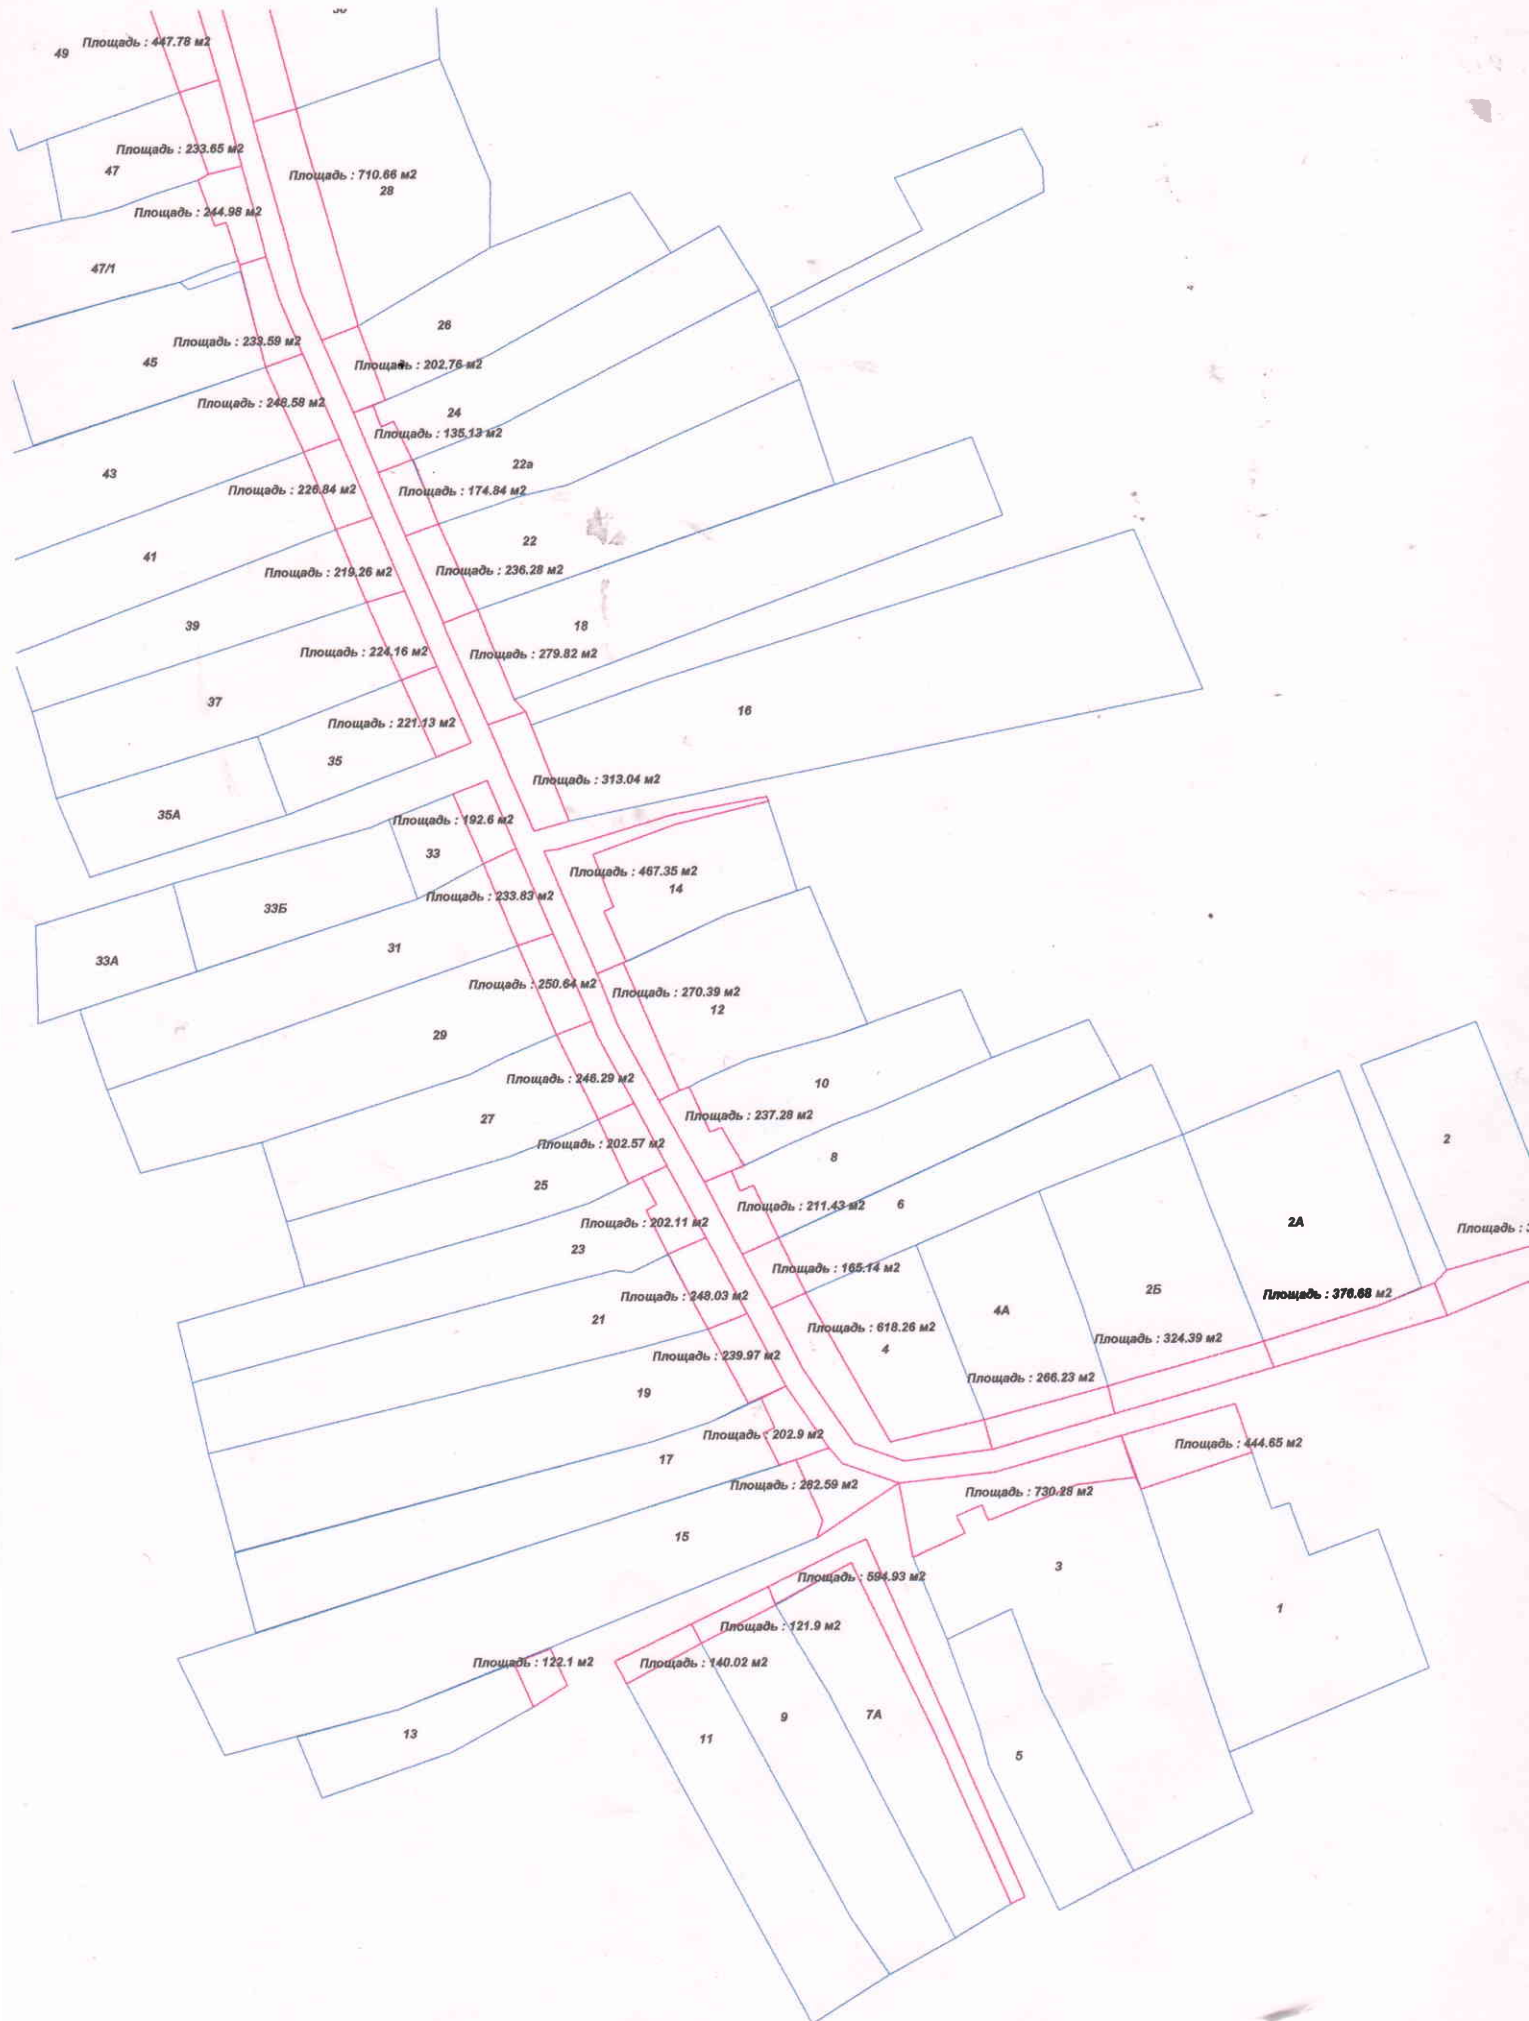 49
Площадь : 447.78 м2
Площадь : 233.65 м2
47
Площадь : 710.66 м2
28
Площадь : 244.98 м2
47/1
26
Площадь : 233.59 м2
45
Площадь : 202.76 м2
Площадь : 248.58 м2
24
Площадь : 135.13 м2
43
22а
Площадь : 226.84 м2
Площадь : 174.84 м2
22
41
Площадь : 219.26 м2
Площадь : 236.28 м2
39
18
Площадь : 224.16 м2
Площадь : 279.82 м2
37
16
Площадь : 221.13 м2
35
Площадь : 313.04 м2
35А
Площадь : 192.6 м2
33
Площадь : 467.35 м2
14
Площадь : 233.83 м2
33Б
31
33А
Площадь : 250.64 м2
Площадь : 270.39 м2
12
29
Площадь : 246.29 м2
10
27
Площадь : 237.28 м2
Площадь : 202.57 м2
2
8
25
Площадь : 211.43 м2
6
Площадь : 202.11 м2
2А
Площадь :
23
Площадь : 165.14 м2
Площадь : 248.03 м2
2Б
Площадь : 376.68 м2
4А
21
Площадь : 618.26 м2
4
Площадь : 324.39 м2
Площадь : 239.97 м2
Площадь : 266.23 м2
19
Площадь : 202.9 м2
Площадь : 444.65 м2
17
Площадь : 262.59 м2
Площадь : 730.28 м2
15
3
Площадь : 594.93 м2
1
Площадь : 121.9 м2
Площадь : 122.1 м2
Площадь : 140.02 м2
13
11
9
7А
5